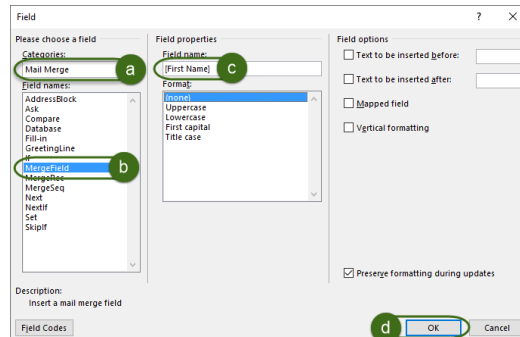 Field
? ×
Please choose a field
Categories:
Mail Merge
a
Field names:
AddressBlock
Ask
Compare
Database
Fill-in
GreetingLine
If
MergeField
b
MergeRec
MergeSeq
Next
NextIf
Set
SkipIf
Field properties
Field name:
[First Name]
c
Format:
(none)
Uppercase
Lowercase
First capital
Title case
Field options
Text to be inserted before:
Text to be inserted after:
Mapped field
Vertical formatting
Preserve formatting during updates
Description:
Insert a mail merge field
Field Codes
d
OK
Cancel